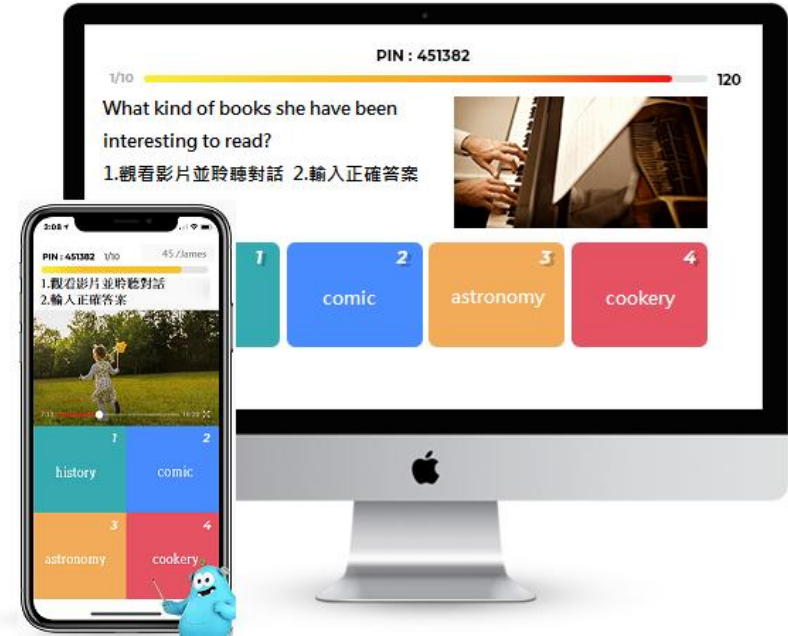 PIN : 451382
1/10
120
What kind of books she have been
interesting to read?
1.觀看影片並聆聽對話 2.輸入正確答案
1
2
comic
3
astronomy
4
cookery
PIN : 451382 1/10
1.觀看影片並聆聽對話
2.輸入正確答案
1
history
2
comic
3
astronomy
4
cookery